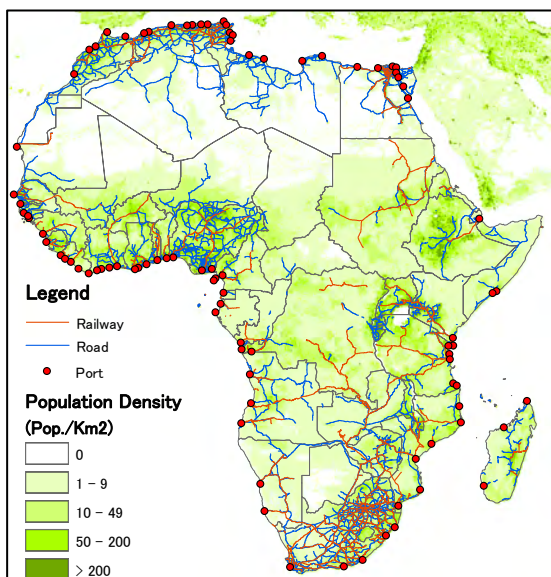 Legend
Railway
Road
Port
Population Density
(Pop./Km2)
0
1 - 9
10 - 49
50 - 200
> 200